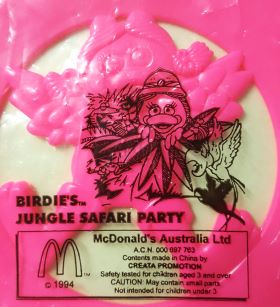 BIRDIE'S™
JUNGLE SAFARI PARTY
McDonald's Australia Ltd
A.C.N. 000 697 763
Contents made in China by
CREATA PROMOTION
Safety tested for children aged 3 and over
CAUTION: May contain small parts.
Not intended for children under 3
© 1994